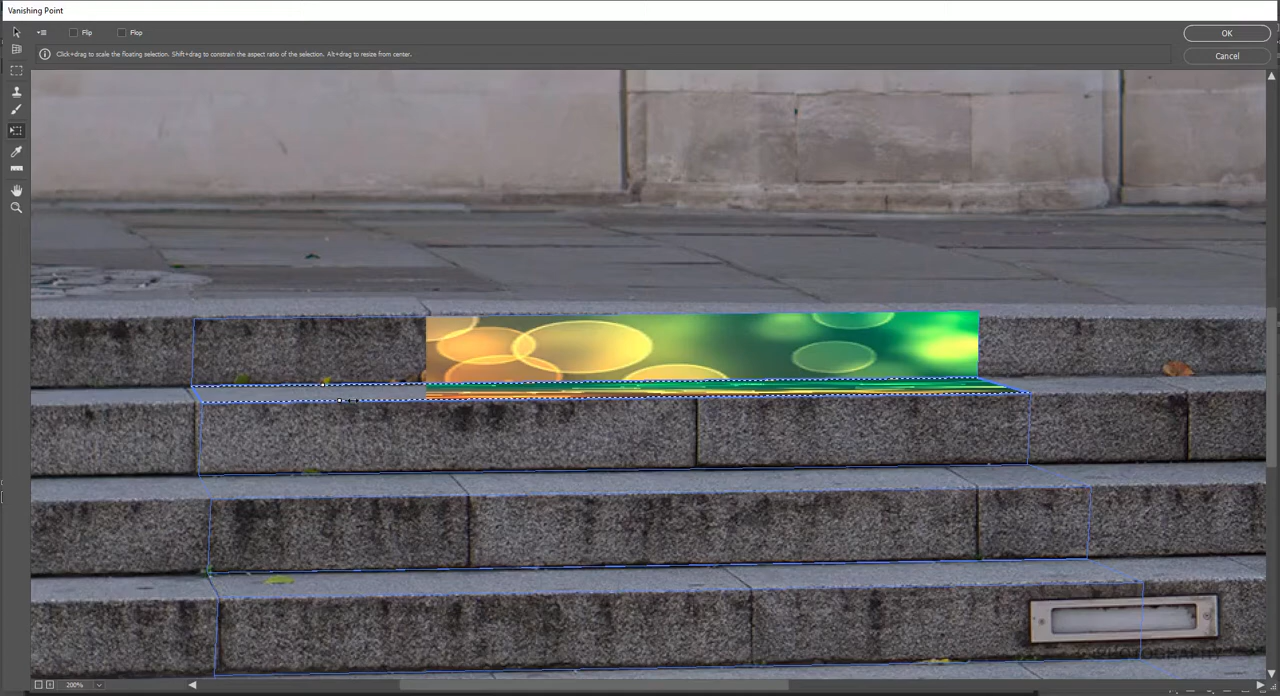 Vanishing Point
Flip
Flop
OK
Click+drag to scale the floating selection. Shift+drag to constrain the aspect ratio of the selection. Alt+drag to resize from center.
Cancel
200%